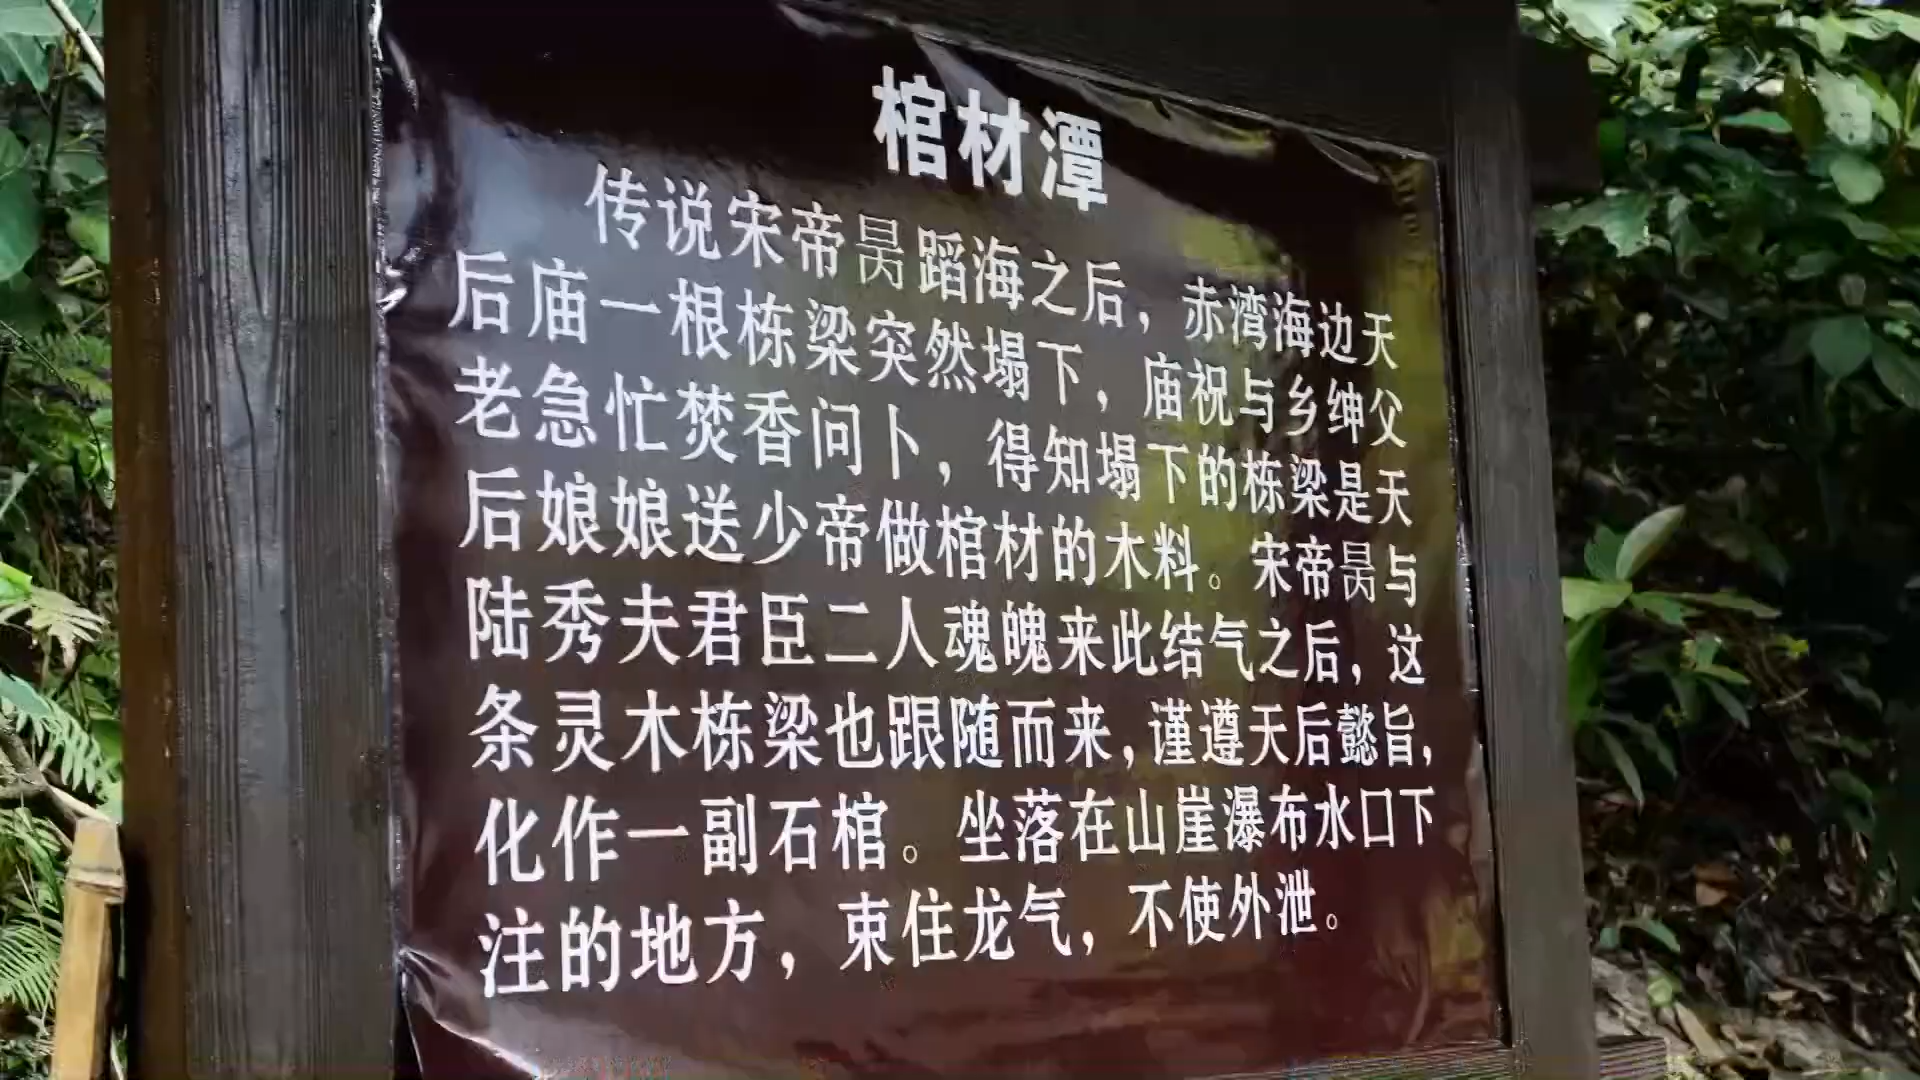 棺材潭
传说宋帝昺蹈海之后，赤湾海边天
后庙一根栋梁突然塌下，庙祝与乡绅父
老急忙焚香问卜，得知塌下的栋梁是天
后娘娘送少帝做棺材的木料。宋帝昺与
陆秀夫君臣二人魂魄来此结气之后，这
条灵木栋梁也跟随而来，谨遵天后懿旨，
化作一副石棺。坐落在山崖瀑布水口下
注的地方，束住龙气，不使外泄。